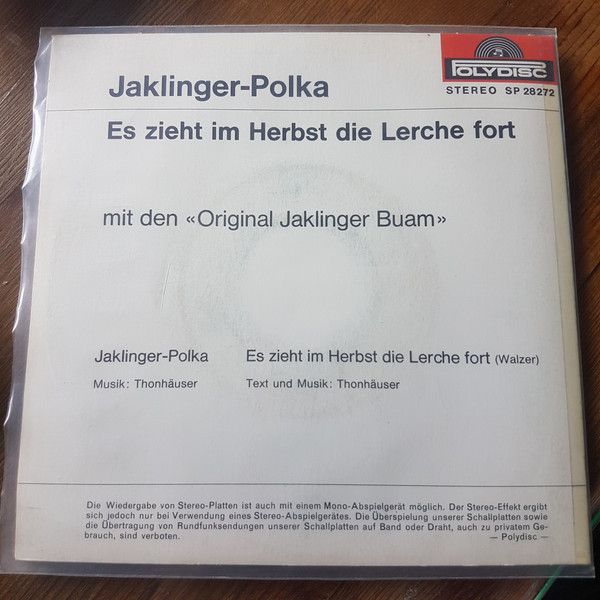 POLYDISC
STEREO SP 28272
Jaklinger-Polka
Es zieht im Herbst die Lerche fort
mit den «Original Jaklinger Buam»
Jaklinger-Polka Es zieht im Herbst die Lerche fort (Walzer)
Musik: Thonhäuser Text und Musik: Thonhäuser
Die Wiedergabe von Stereo-Platten ist auch mit einem Mono-Abspielgerät möglich. Der Stereo-Effekt ergibt
sich jedoch nur bei Verwendung eines Stereo-Abspielgerätes. Die Überspielung unserer Schallplatten sowie
die Übertragung von Rundfunksendungen unserer Schallplatten auf Band oder Draht, auch zu privatem Ge-
brauch, sind verboten. — Polydisc —